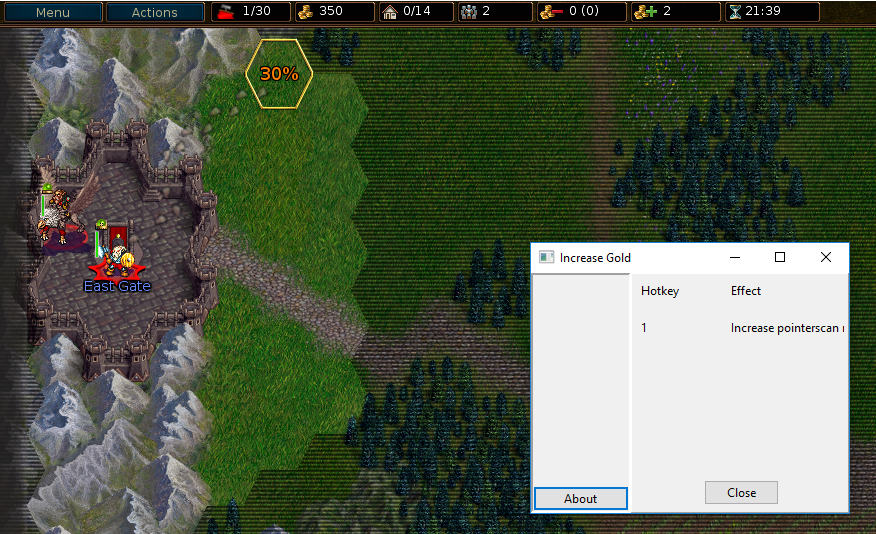 Menu
Actions
1/30
350
0/14
2
0 (0)
2
21:39
30%
East Gate
Increase Gold
Hotkey Effect
1 Increase pointerscan
About
Close